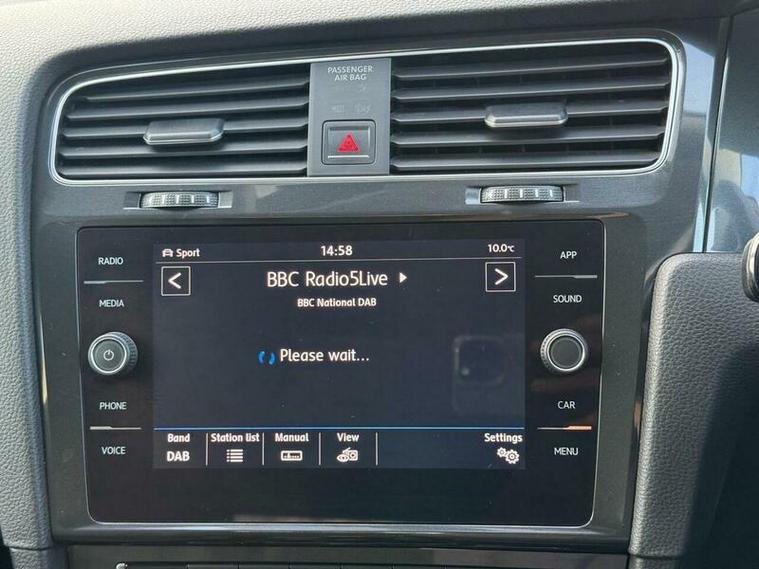 PASSENGER
AIR BAG
RADIO
MEDIA
PHONE
VOICE
Sport 14:58 10.0°C
< BBC Radio5Live >
BBC National DAB
Please wait...
Band Station list Manual View Settings
DAB
APP
SOUND
CAR
MENU